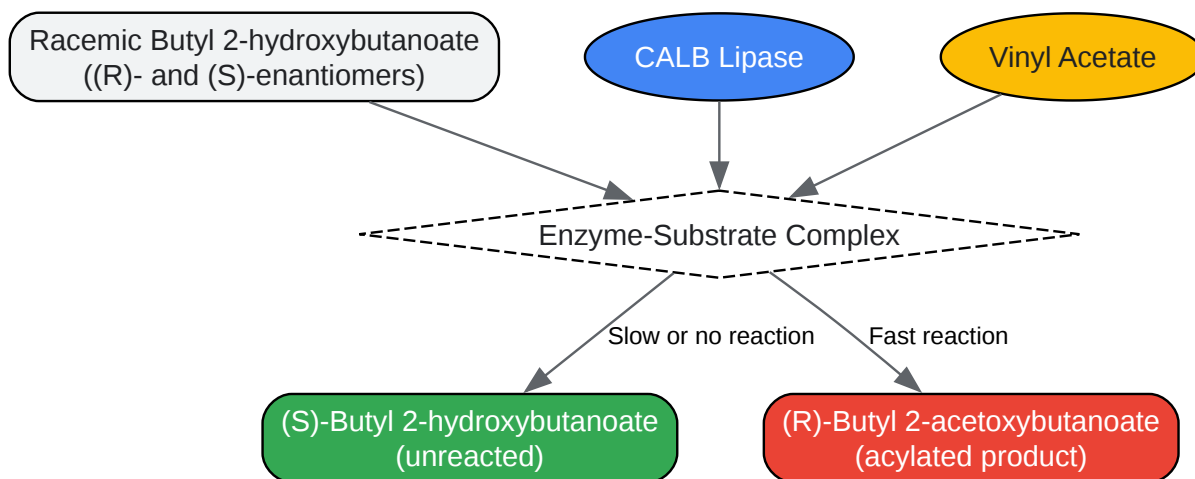 Racemic Butyl 2-hydroxybutanoate
((R)- and (S)-enantiomers)
CALB Lipase
Vinyl Acetate
Enzyme-Substrate Complex
Slow or no reaction
Fast reaction
(S)-Butyl 2-hydroxybutanoate
(unreacted)
(R)-Butyl 2-acetoxybutanoate
(acylated product)